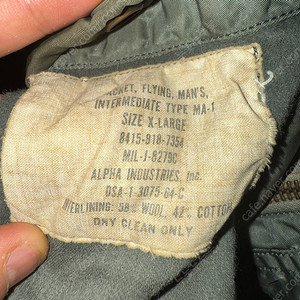 JACKET, FLYING, MAN'S,
INTERMEDIATE TYPE MA-1
SIZE X-LARGE
8415-818-7354
MIL-J-8279C
ALPHA INDUSTRIES, Inc.
DSA-1 3075-64-C
INTERLINING: 58% WOOL, 42% COTTON
DRY CLEAN ONLY